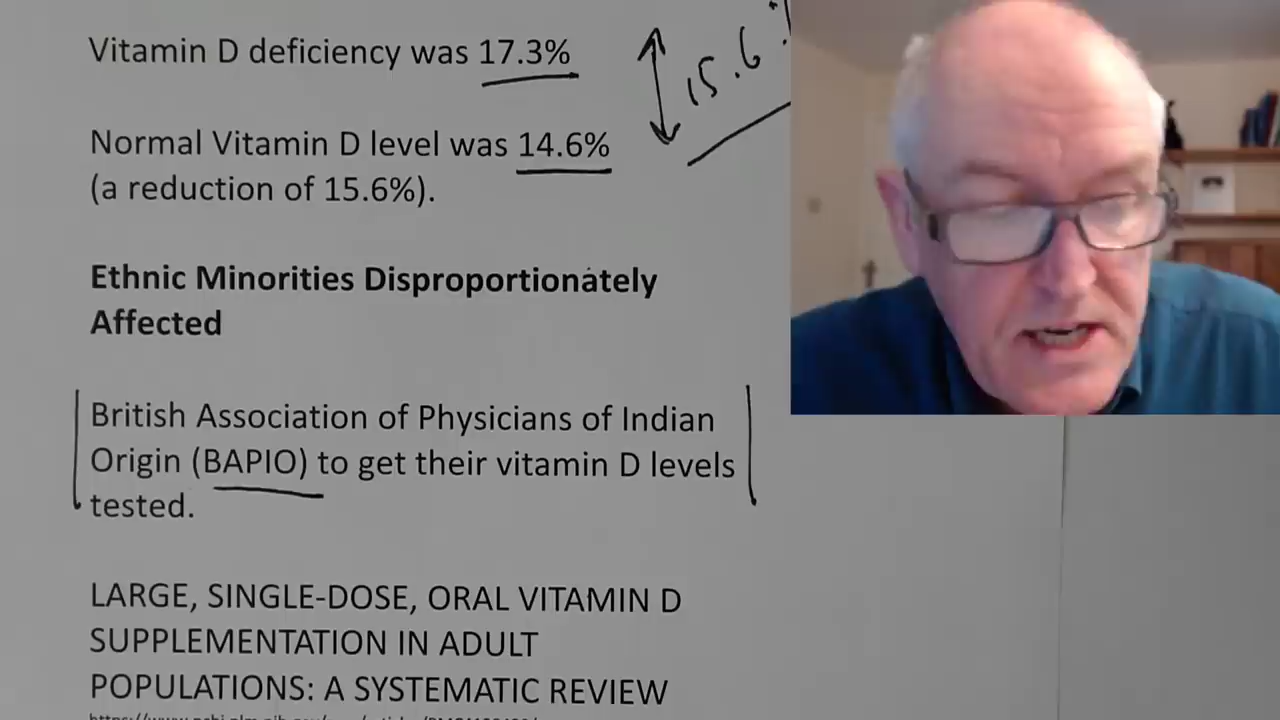 Vitamin D deficiency was 17.3%
15.6
Normal Vitamin D level was 14.6%
(a reduction of 15.6%).
Ethnic Minorities Disproportionately
Affected
British Association of Physicians of Indian
Origin (BAPIO) to get their vitamin D levels
tested.
LARGE, SINGLE-DOSE, ORAL VITAMIN D
SUPPLEMENTATION IN ADULT
POPULATIONS: A SYSTEMATIC REVIEW